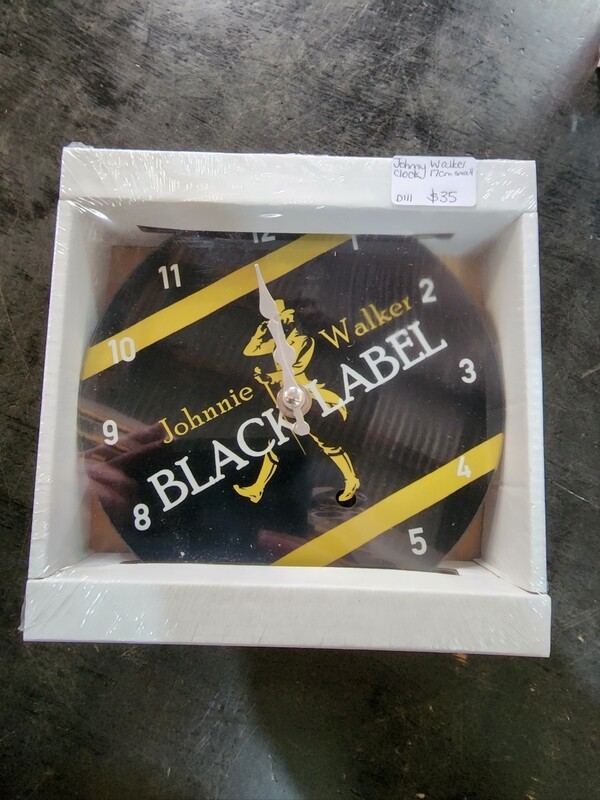 Johnny Walker
Clock 17cm small
D111 $35
12
1
11
2
10
3
9
4
8
5
Johnnie Walker
BLACK LABEL